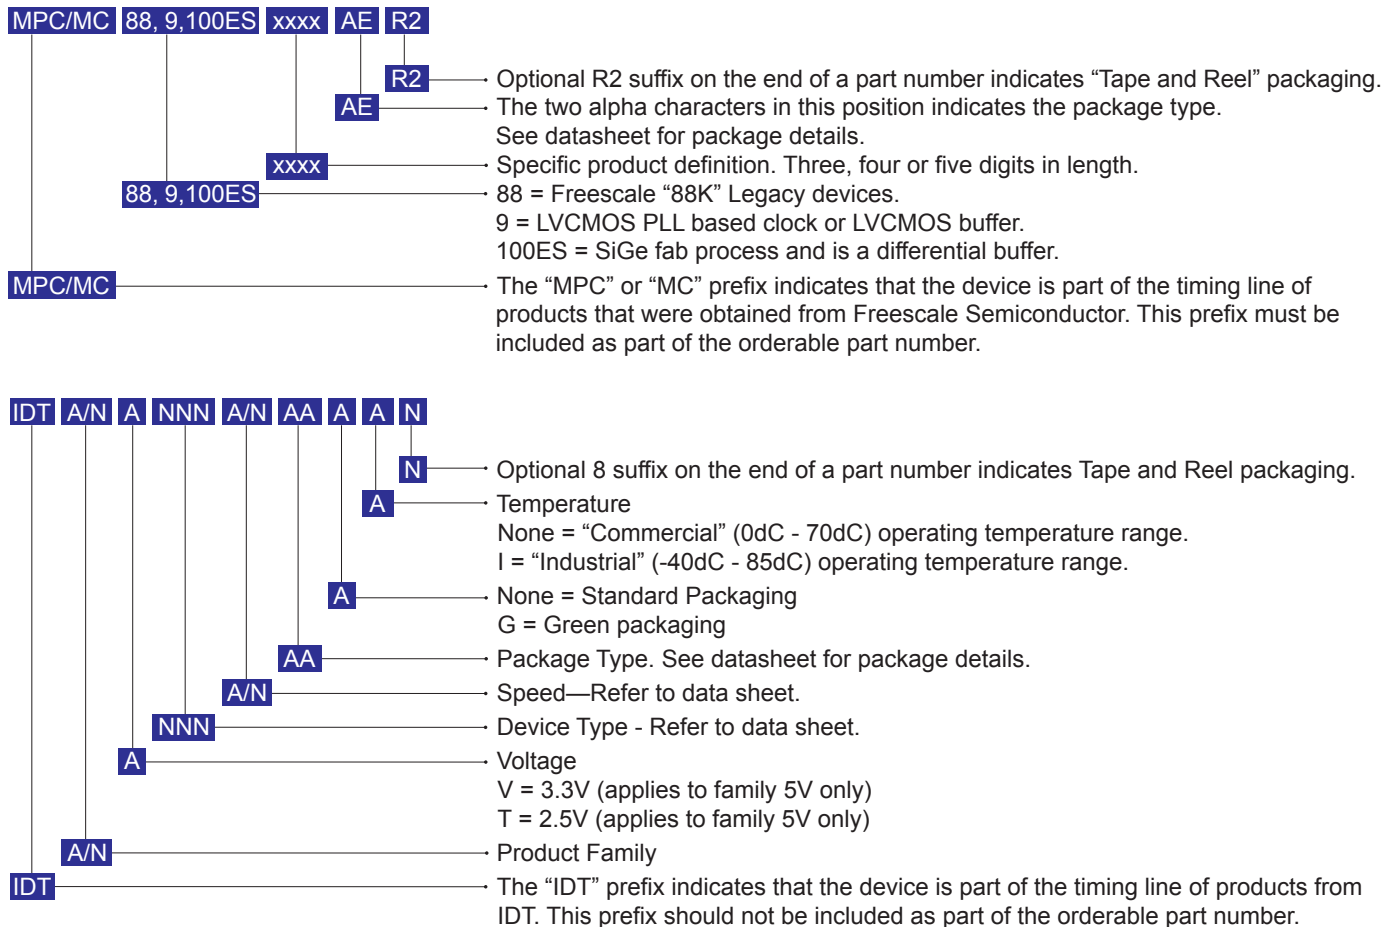 MPC/MC 88, 9,100ES xxxx AE R2
R2 Optional R2 suffix on the end of a part number indicates “Tape and Reel” packaging.
AE The two alpha characters in this position indicates the package type.
See datasheet for package details.
xxxx Specific product definition. Three, four or five digits in length.
88, 9,100ES 88 = Freescale “88K” Legacy devices.
9 = LVCMOS PLL based clock or LVCMOS buffer.
100ES = SiGe fab process and is a differential buffer.
MPC/MC The “MPC” or “MC” prefix indicates that the device is part of the timing line of
products that were obtained from Freescale Semiconductor. This prefix must be
included as part of the orderable part number.
IDT A/N A NNN A/N AA A A N
N Optional 8 suffix on the end of a part number indicates Tape and Reel packaging.
A Temperature
None = “Commercial” (0dC - 70dC) operating temperature range.
I = “Industrial” (-40dC - 85dC) operating temperature range.
A None = Standard Packaging
G = Green packaging
AA Package Type. See datasheet for package details.
A/N Speed—Refer to data sheet.
NNN Device Type - Refer to data sheet.
A Voltage
V = 3.3V (applies to family 5V only)
T = 2.5V (applies to family 5V only)
A/N Product Family
IDT The “IDT” prefix indicates that the device is part of the timing line of products from
IDT. This prefix should not be included as part of the orderable part number.